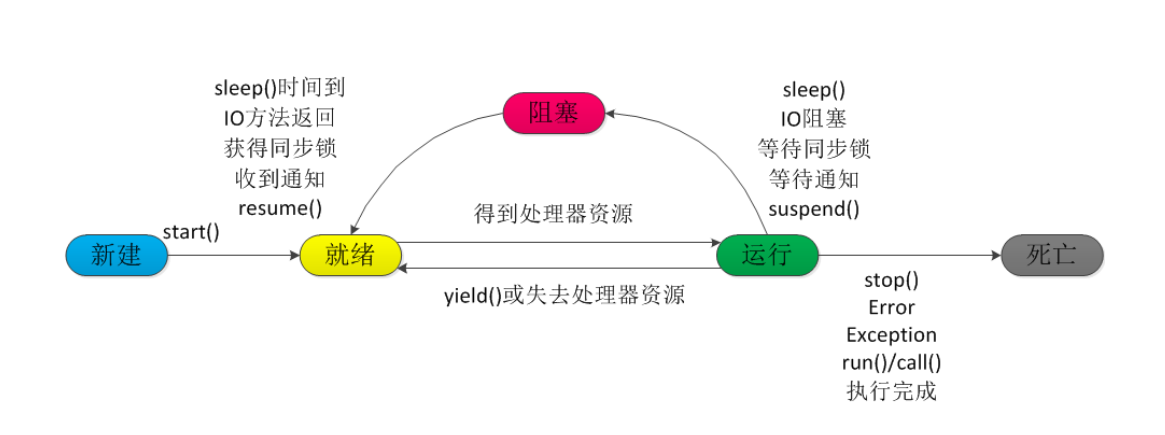 sleep()时间到
IO方法返回
获得同步锁
收到通知
resume()
阻塞
sleep()
IO阻塞
等待同步锁
等待通知
suspend()
新建
start()
就绪
得到处理器资源
yield()或失去处理器资源
运行
死亡
stop()
Error
Exception
run()/call()
执行完成